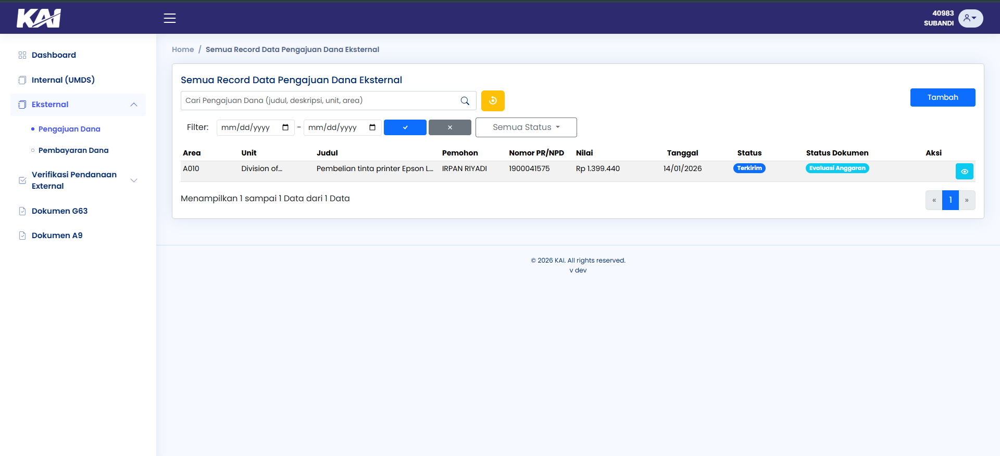 KAI
40983
SUBANDI
Dashboard
Internal (UMDS)
Eksternal
Pengajuan Dana
Pembayaran Dana
Verifikasi Pendanaan
External
Dokumen G63
Dokumen A9
Home / Semua Record Data Pengajuan Dana Eksternal
Semua Record Data Pengajuan Dana Eksternal
Cari Pengajuan Dana (judul, deskripsi, unit, area)
Tambah
Filter: mm/dd/yyyy - mm/dd/yyyy Semua Status
Area Unit Judul Pemohon Nomor PR/NPD Nilai Tanggal Status Status Dokumen Aksi
A010 Division of... Pembelian tinta printer Epson L... IRPAN RIYADI 1900041575 Rp 1.399.440 14/01/2026 Terkirim Evaluasi Anggaran
Menampilkan 1 sampai 1 Data dari 1 Data
« 1 »
© 2026 KAI. All rights reserved.
v dev